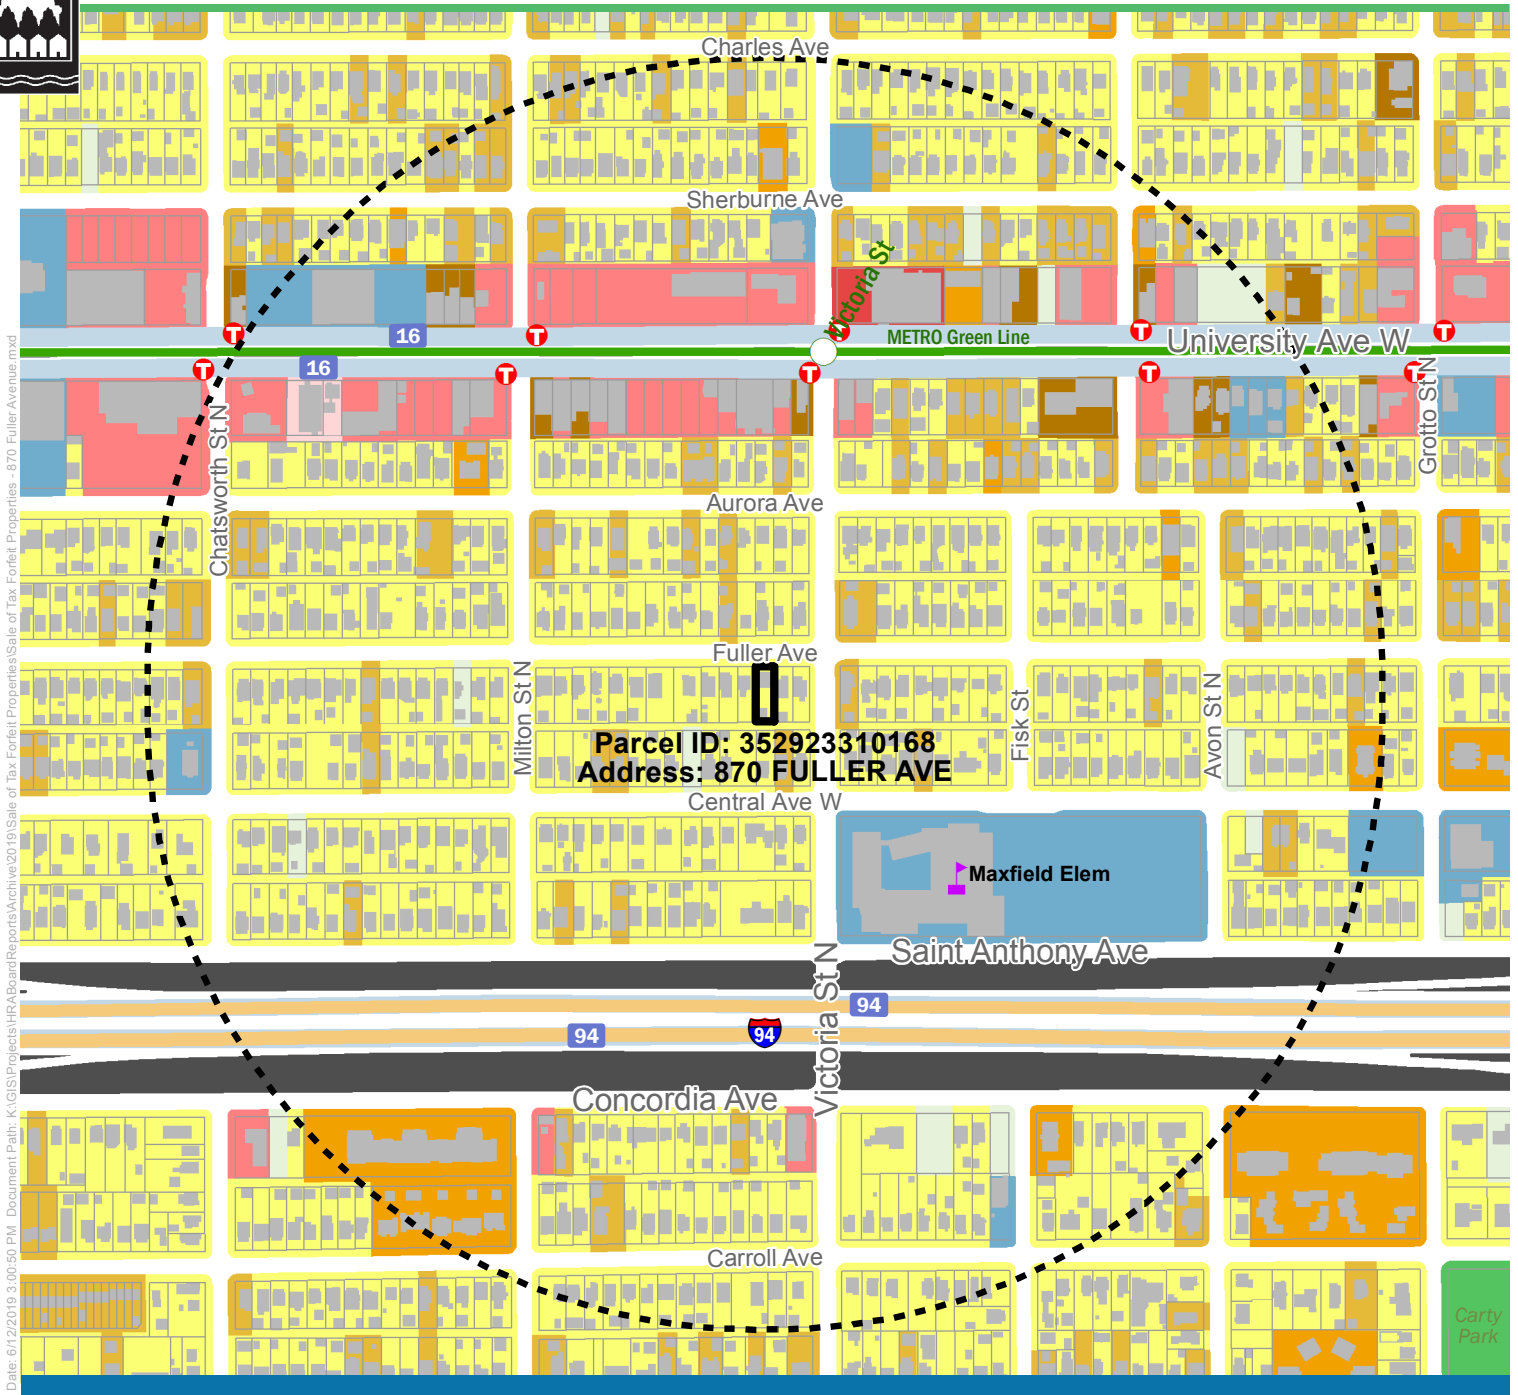 Charles Ave
Sherburne Ave
Victoria St
16
METRO Green Line
University Ave W
16
Chatsworth St N
Grotto St N
Aurora Ave
Fuller Ave
Milton St N
Fisk St
Avon St N
Parcel ID: 352923310168
Address: 870 FULLER AVE
Central Ave W
Maxfield Elem
Saint Anthony Ave
Victoria St N
94
94
94
Concordia Ave
Carroll Ave
Carty
Park
T
T
T
T
T
T
T
T
T
T
Date: 6/12/2019 3:00:50 PM Document Path: K:\GIS\Projects\HRABoardReports\Archive\2019\Sale of Tax Forfeit Properties\Sale of Tax Forfeit Properties - 870 Fuller Avenue.mxd